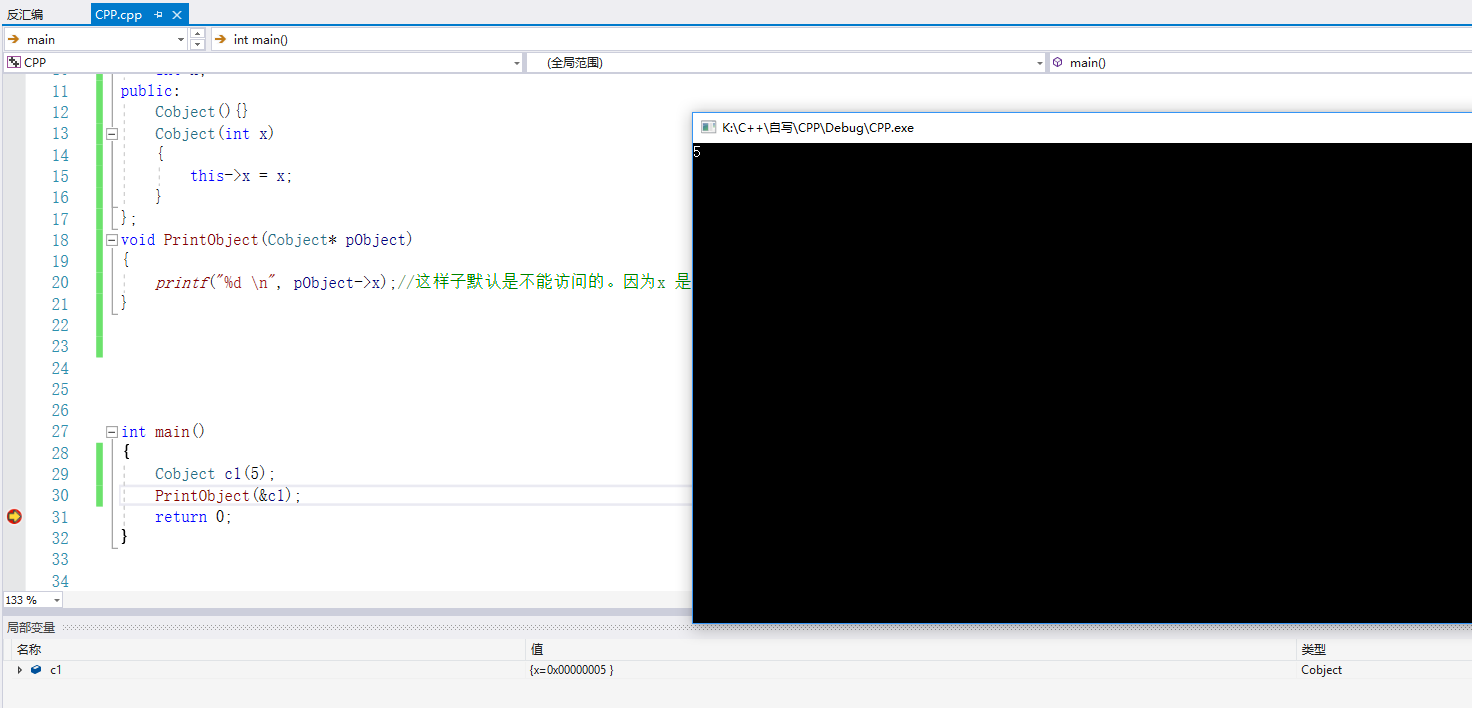 反汇编 CPP.cpp
main int main()
CPP (全局范围) main()
11 public:
12 Cobject(){}
13 Cobject(int x)
14 {
15 this->x = x;
16 }
17 };
18 void PrintObject(Cobject* pObject)
19 {
20 printf("%d \n", pObject->x);//这样子默认是不能访问的。因为x 是
21 }
22
23
24
25
26
27 int main()
28 {
29 Cobject c1(5);
30 PrintObject(&c1);
31 return 0;
32 }
33
34
133 %
K:\C++\自写\CPP\Debug\CPP.exe
5
局部变量
名称 值 类型
c1 {x=0x00000005 } Cobject